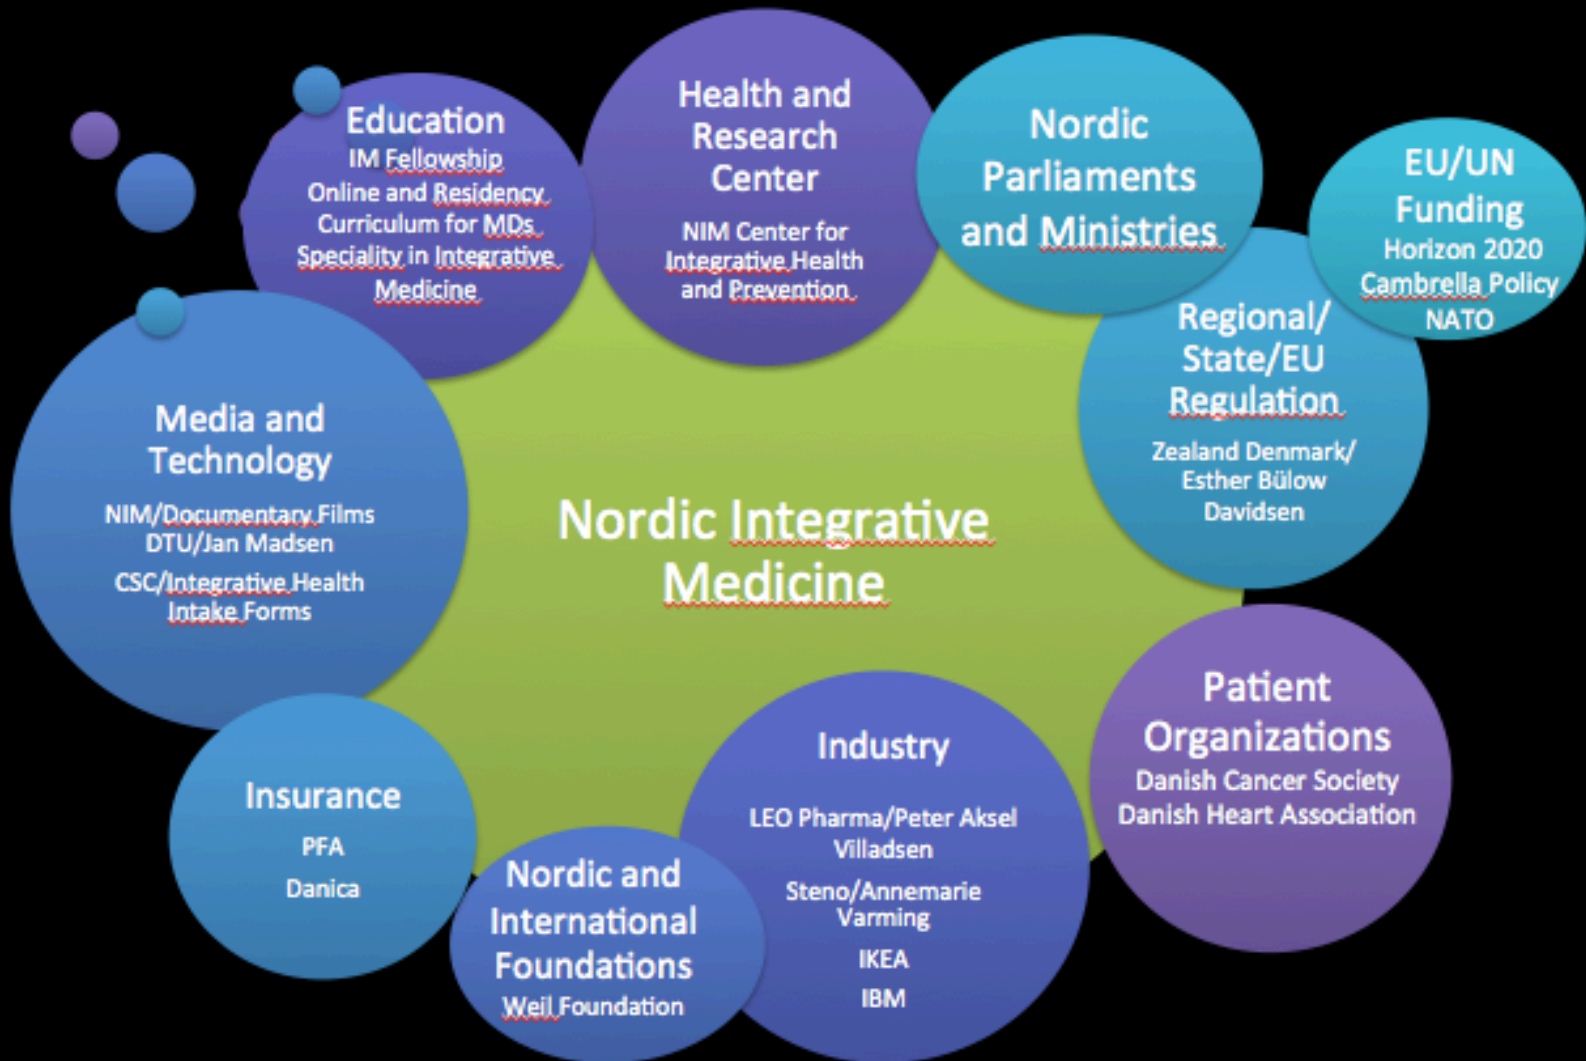 Education
IM Fellowship
Online and Residency
Curriculum for MDs
Speciality in Integrative
Medicine
Health and
Research
Center
NIM Center for
Integrative Health
and Prevention
Nordic
Parliaments
and Ministries
EU/UN
Funding
Horizon 2020
Cambrella Policy
NATO
Regional/
State/EU
Regulation
Zealand Denmark/
Esther Bülow
Davidsen
Media and
Technology
NIM/Documentary Films
DTU/Jan Madsen
CSC/Integrative Health
Intake Forms
Nordic Integrative
Medicine
Patient
Organizations
Danish Cancer Society
Danish Heart Association
Industry
LEO Pharma/Peter Aksel
Villadsen
Steno/Annemarie
Varming
IKEA
IBM
Insurance
PFA
Danica
Nordic and
International
Foundations
Weil Foundation